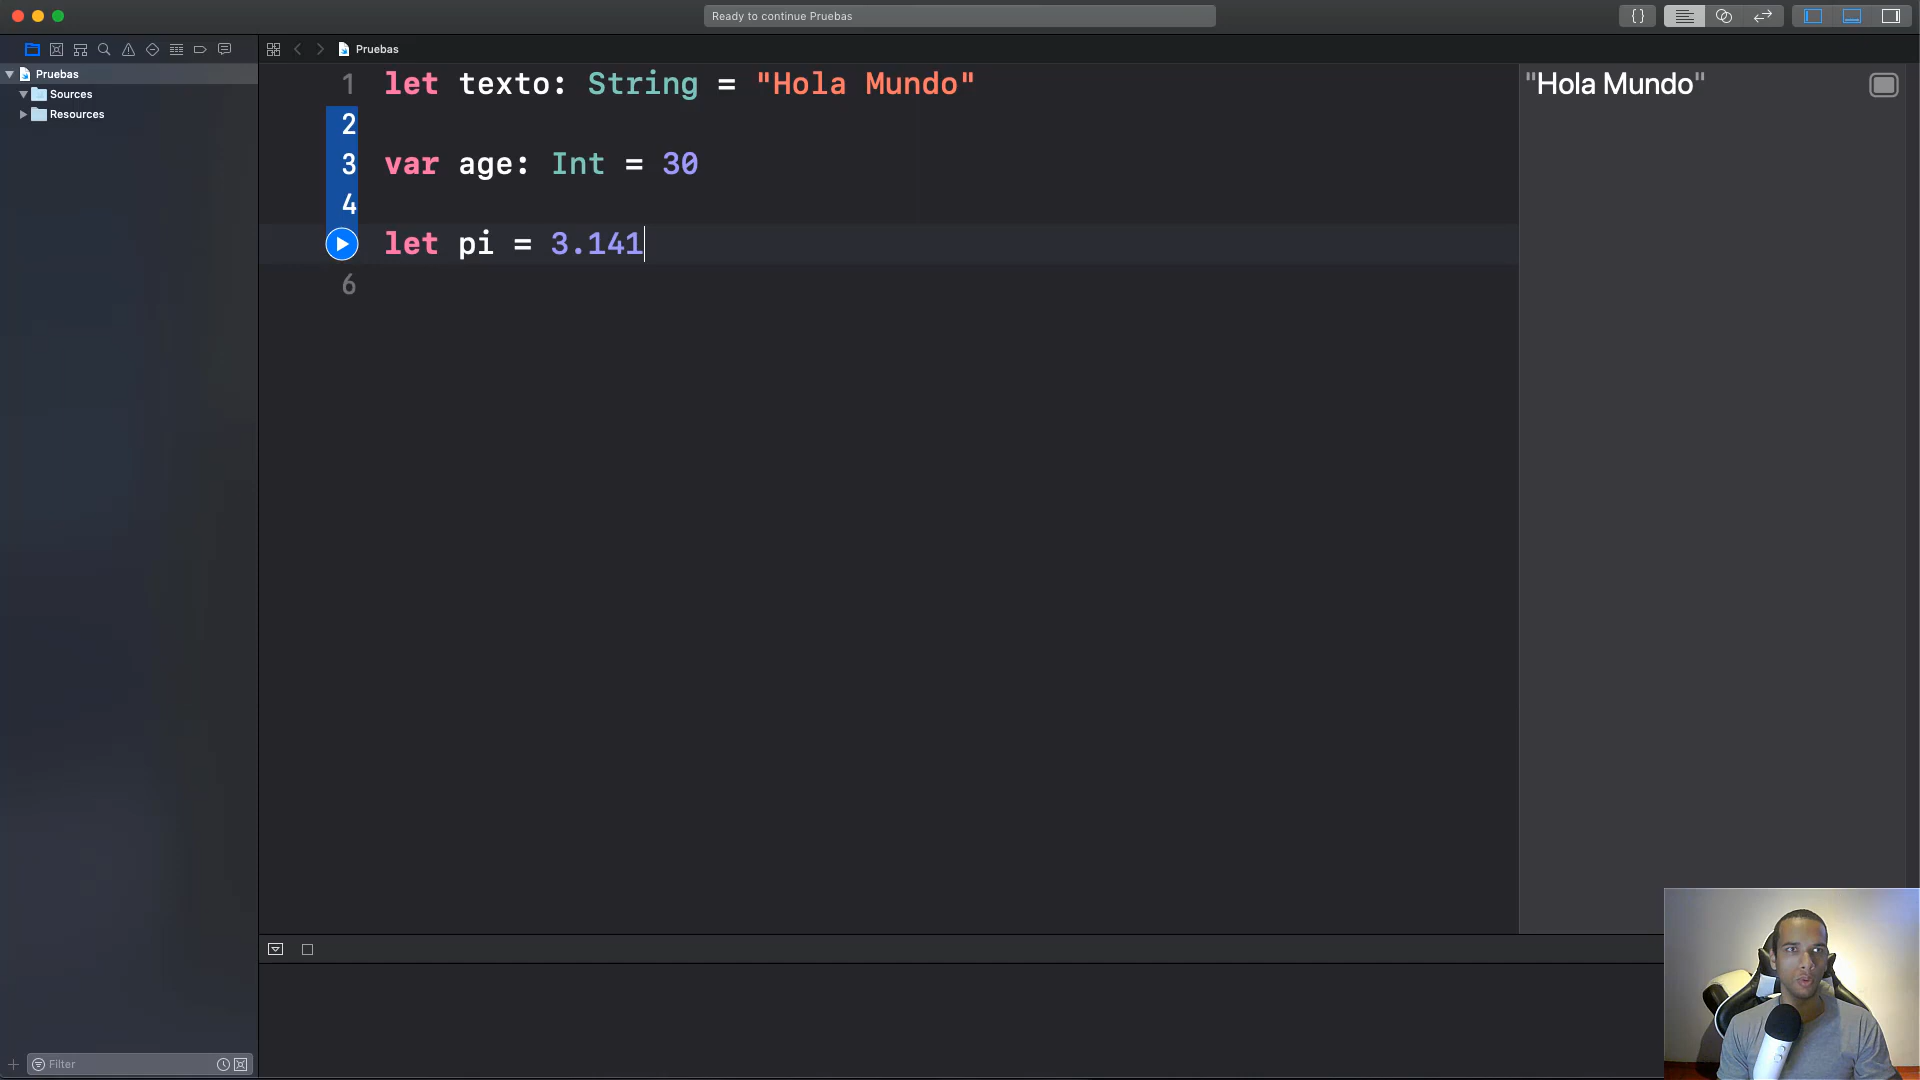 Ready to continue Pruebas
{ }
Pruebas
Pruebas
Sources
Resources
1 let texto: String = "Hola Mundo"
2
3 var age: Int = 30
4
let pi = 3.141
6
"Hola Mundo"
Filter